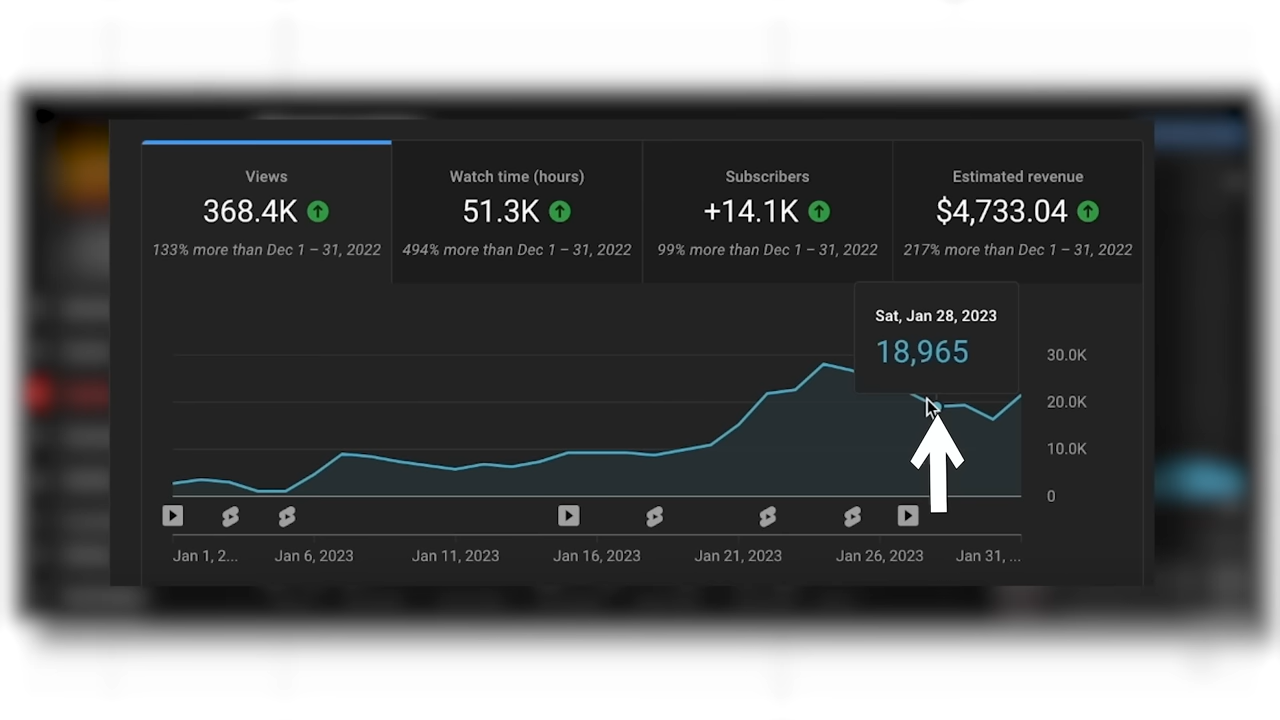 Views
368.4K
133% more than Dec 1 – 31, 2022
Watch time (hours)
51.3K
494% more than Dec 1 – 31, 2022
Subscribers
+14.1K
99% more than Dec 1 – 31, 2022
Estimated revenue
$4,733.04
217% more than Dec 1 – 31, 2022
Sat, Jan 28, 2023
18,965
30.0K
20.0K
10.0K
0
Jan 1, 2...
Jan 6, 2023
Jan 11, 2023
Jan 16, 2023
Jan 21, 2023
Jan 26, 2023
Jan 31, ...